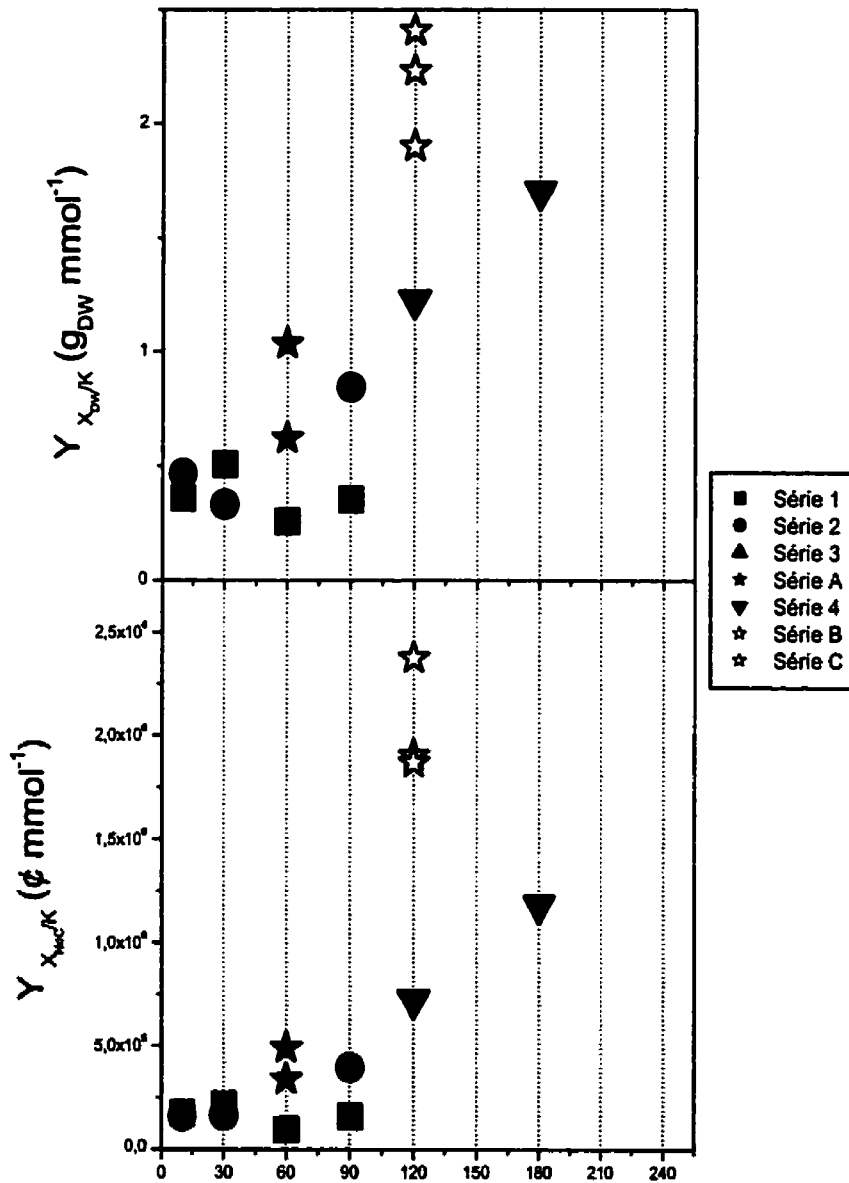 2
1
0
Y X_DW/K (g_DW mmol⁻¹)
Série 1
Série 2
Série 3
Série A
Série 4
Série B
Série C
2,5x10⁶
2,0x10⁶
1,5x10⁶
1,0x10⁶
5,0x10⁵
0,0
(¢ mmol⁻¹)
0 30 60 90 120 150 180 210 240